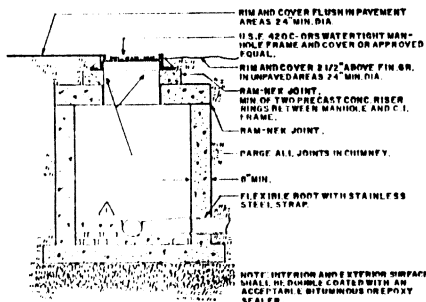 RIM AND COVER FLUSH IN PAVEMENT
AREAS 24" MIN. DIA.
U.S.F. 420 C-ORS WATERTIGHT MAN-
HOLE FRAME AND COVER OR APPROVED
EQUAL.
RIM AND COVER 2 1/2" ABOVE FIN. GR.
IN UNPAVED AREAS 24" MIN. DIA.
RAM-NEK JOINT.
MIN. OF TWO PRECAST CONC. RISER
RINGS BETWEEN MANHOLE AND C.I.
FRAME.
RAM-NEK JOINT.
PARGE ALL JOINTS IN CHIMNEY.
8" MIN.
FLEXIBLE BOOT WITH STAINLESS
STEEL STRAP.
NOTE: INTERIOR AND EXTERIOR SURFACE
SHALL BE DOUBLE COATED WITH AN
ACCEPTABLE BITUMINOUS OR EPOXY
SEALER